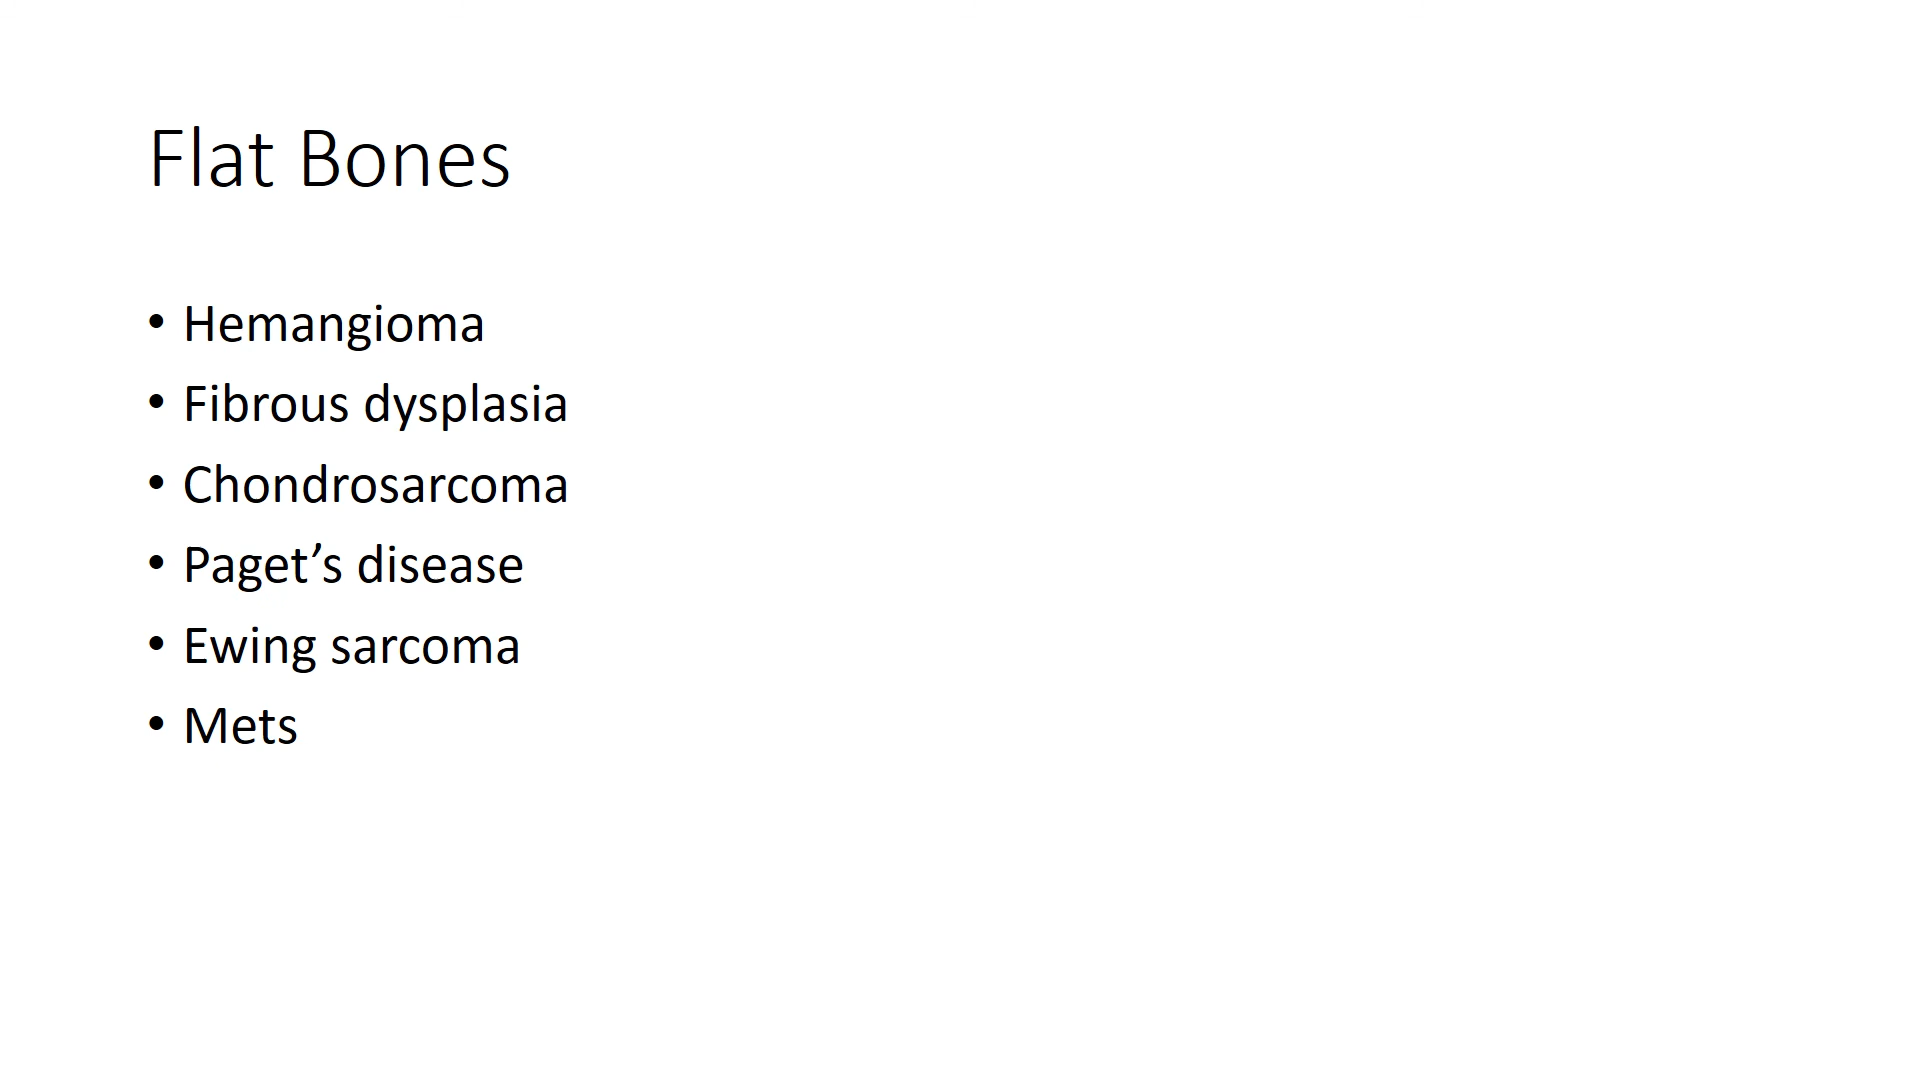 Flat Bones
• Hemangioma
• Fibrous dysplasia
• Chondrosarcoma
• Paget’s disease
• Ewing sarcoma
• Mets